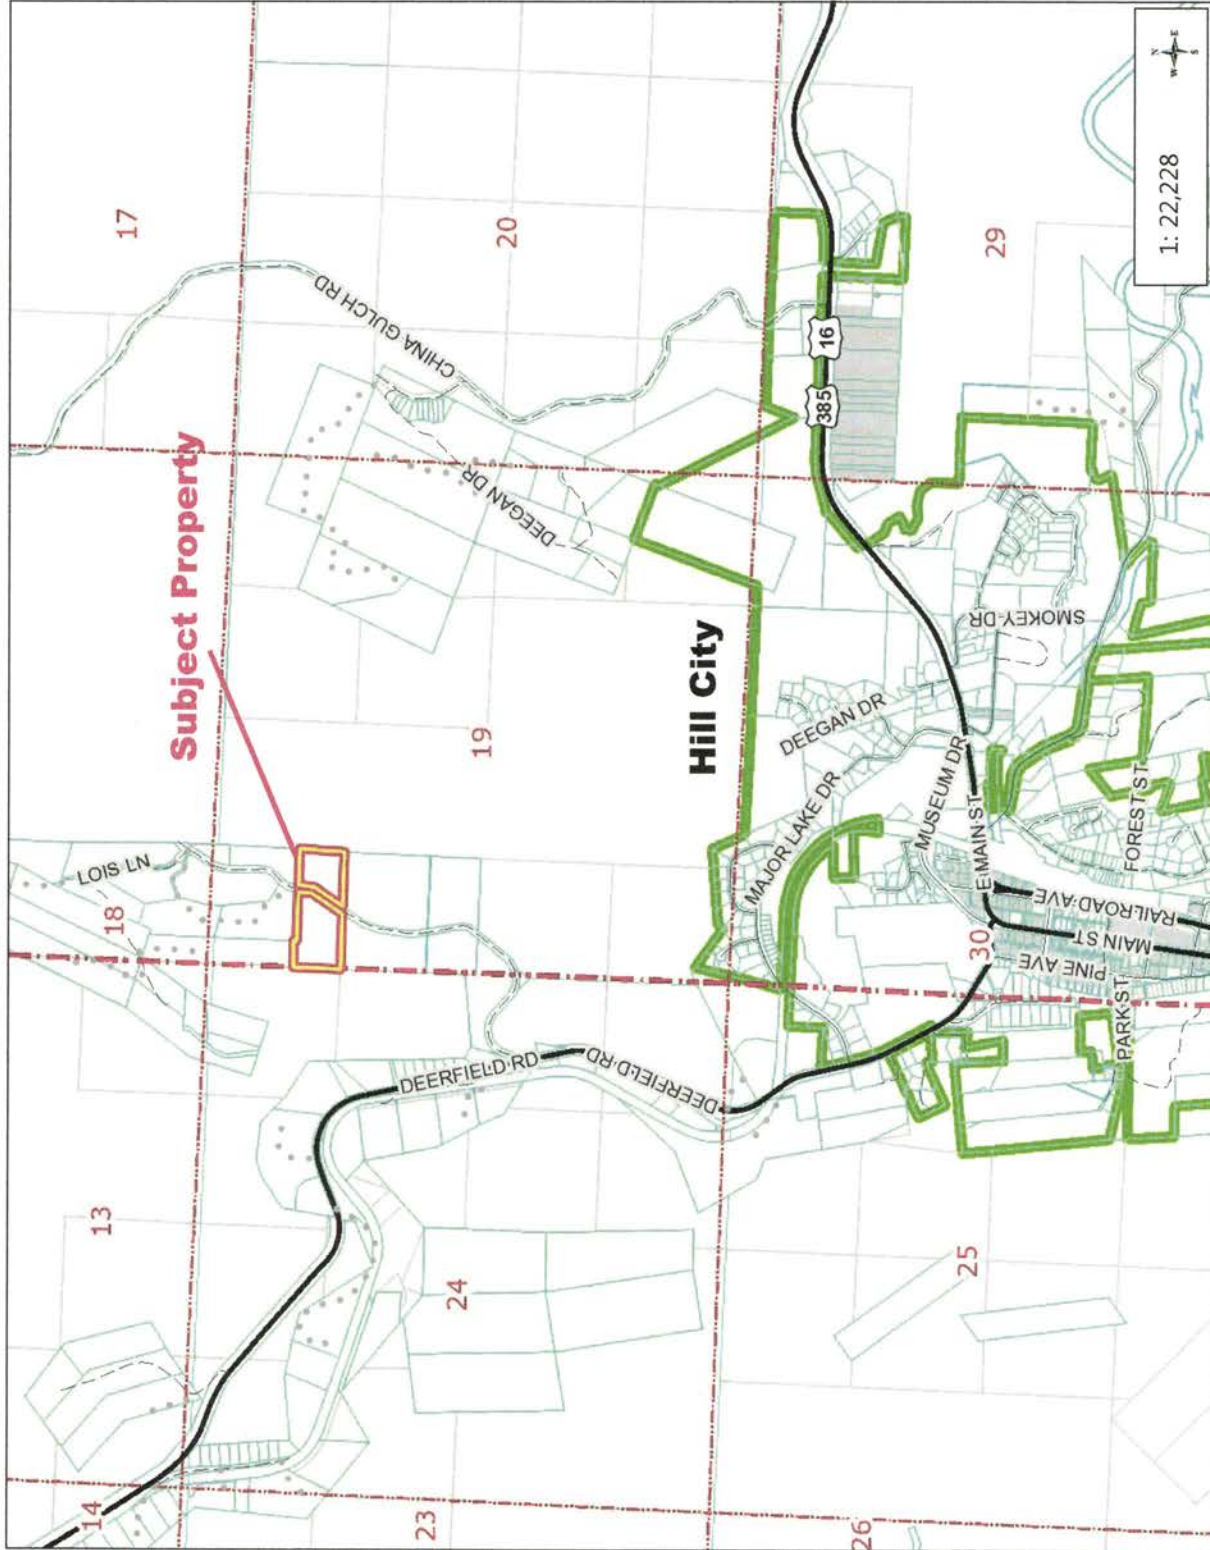 17
CHINA GULCH RD
20
Subject Property
DEEGAN DR
LOIS LN
18
19
Hill City
385
16
29
13
DEERFIELD RD
DEERFIELD RD
24
14
23
DEEGAN DR
MAJOR LAKE DR
MUSEUM DR
SMOKEY DR
E MAIN ST
30
RAILROAD AVE
MAIN ST
PINE AVE
PARK ST
FOREST ST
25
26
N
W
E
S
1: 22,228